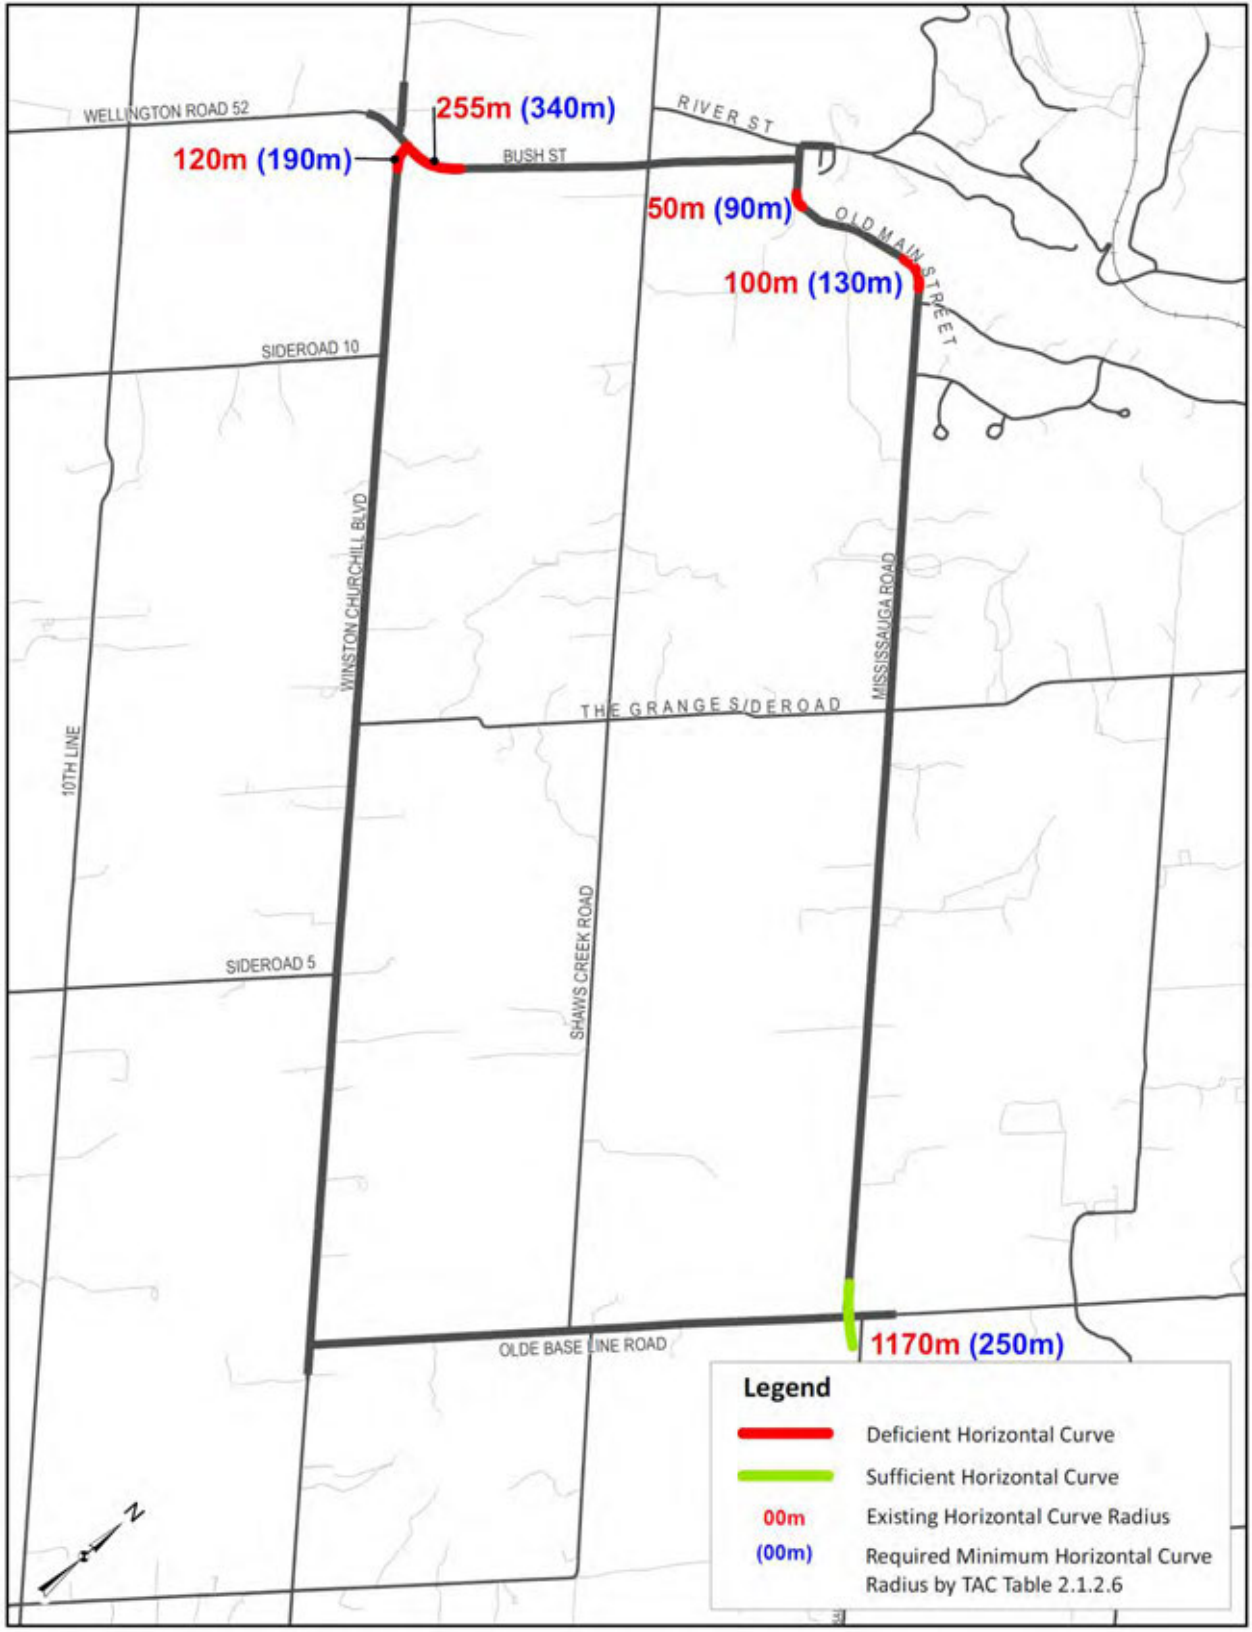 WELLINGTON ROAD 52
255m (340m)
RIVER ST
120m (190m)
BUSH ST
50m (90m)
OLD MAIN STREET
100m (130m)
SIDEROAD 10
WINSTON CHURCHILL BLVD
MISSISSAUGA ROAD
THE GRANGE SIDEROAD
10TH LINE
SHAWS CREEK ROAD
SIDEROAD 5
OLDE BASE LINE ROAD
1170m (250m)
Legend
Deficient Horizontal Curve
Sufficient Horizontal Curve
00m Existing Horizontal Curve Radius
(00m) Required Minimum Horizontal Curve
Radius by TAC Table 2.1.2.6
N